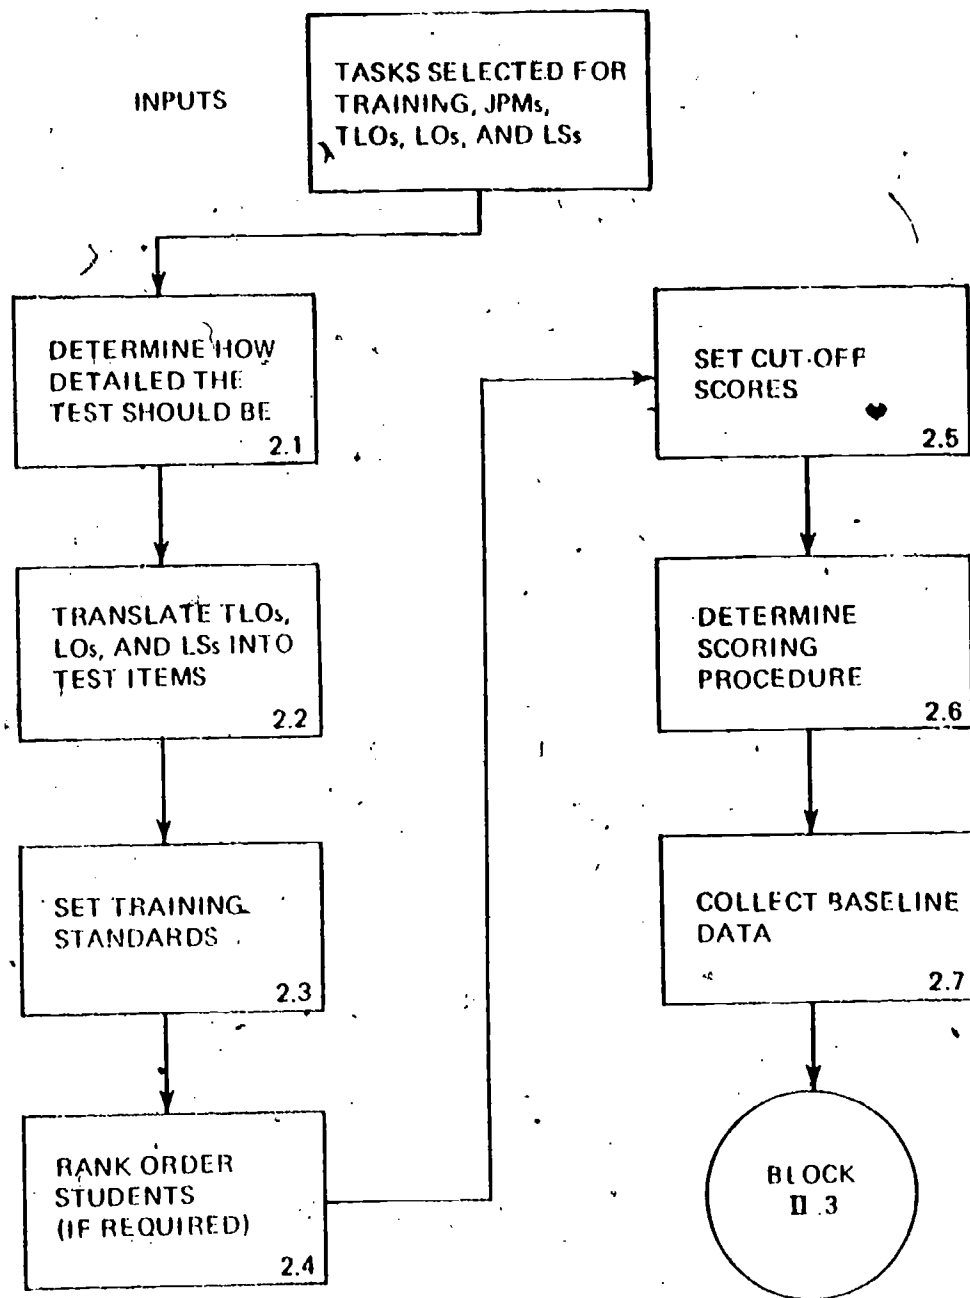 INPUTS
TASKS SELECTED FOR
TRAINING, JPMs,
TLOs, LOs, AND LSs
DETERMINE HOW
DETAILED THE
TEST SHOULD BE
2.1
TRANSLATE TLOs,
LOs, AND LSs INTO
TEST ITEMS
2.2
SET TRAINING
STANDARDS
2.3
RANK ORDER
STUDENTS
(IF REQUIRED)
2.4
SET CUT-OFF
SCORES
2.5
DETERMINE
SCORING
PROCEDURE
2.6
COLLECT BASELINE
DATA
2.7
BLOCK
II.3